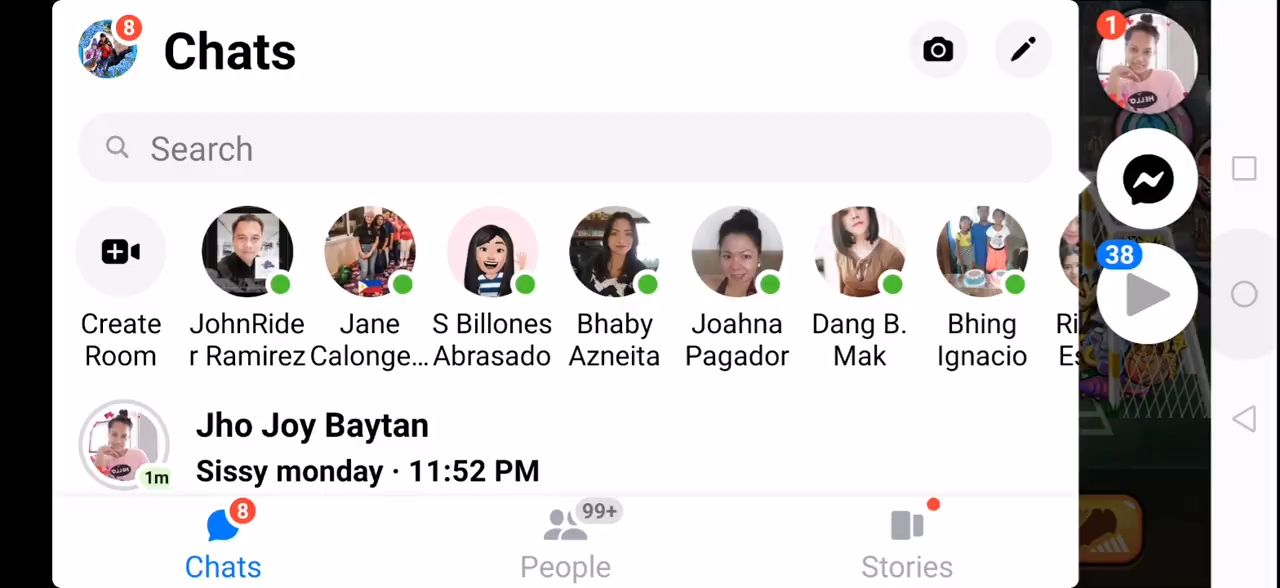 8
Chats
1
Search
38
Create Room
JohnRide r Ramirez
Jane Calonge...
S Billones Abrasado
Bhaby Azneita
Joahna Pagador
Dang B. Mak
Bhing Ignacio
Jho Joy Baytan
1m
Sissy monday · 11:52 PM
8
99+
Chats
People
Stories